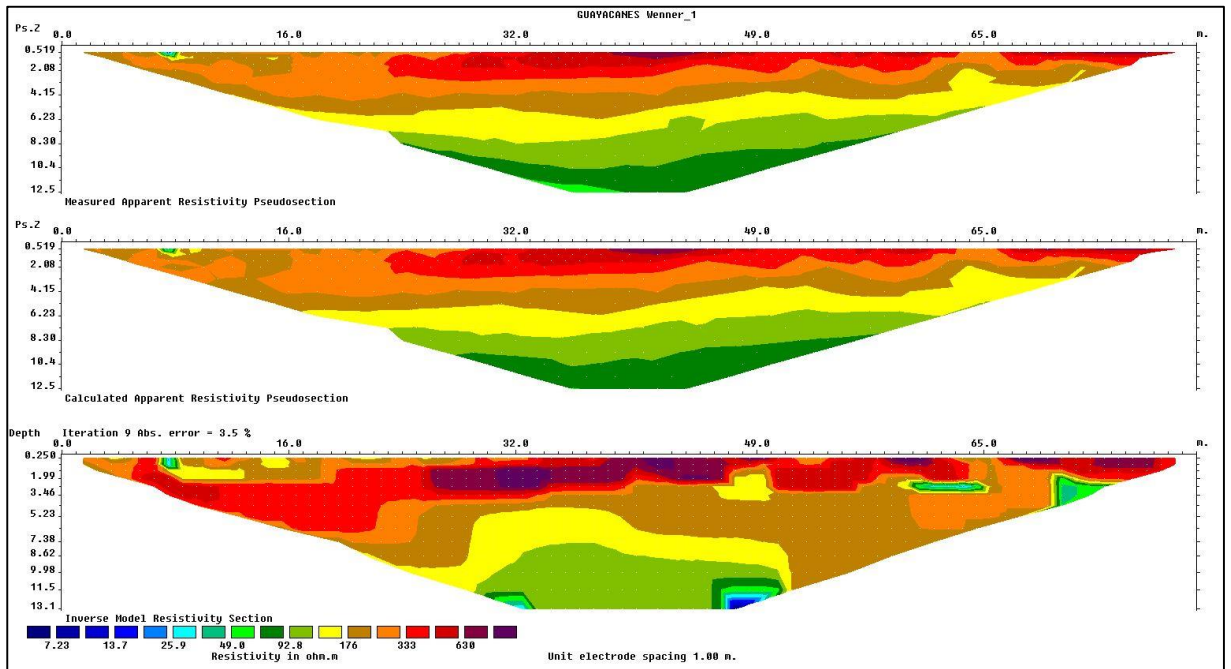 GUAYACANES Wenner_1
Ps.Z 0.0 16.0 32.0 49.0 65.0 m.
0.519
2.08
4.15
6.23
8.30
10.4
12.5
Measured Apparent Resistivity Pseudosection
Ps.Z 0.0 16.0 32.0 49.0 65.0 m.
0.519
2.08
4.15
6.23
8.30
10.4
12.5
Calculated Apparent Resistivity Pseudosection
Depth Iteration 9 Abs. error = 3.5 %
0.0 16.0 32.0 49.0 65.0 m.
0.250
1.99
3.46
5.23
7.38
8.62
9.98
11.5
13.1
Inverse Model Resistivity Section
7.23 13.7 25.9 49.0 92.8 176 333 630
Resistivity in ohm.m Unit electrode spacing 1.00 m.